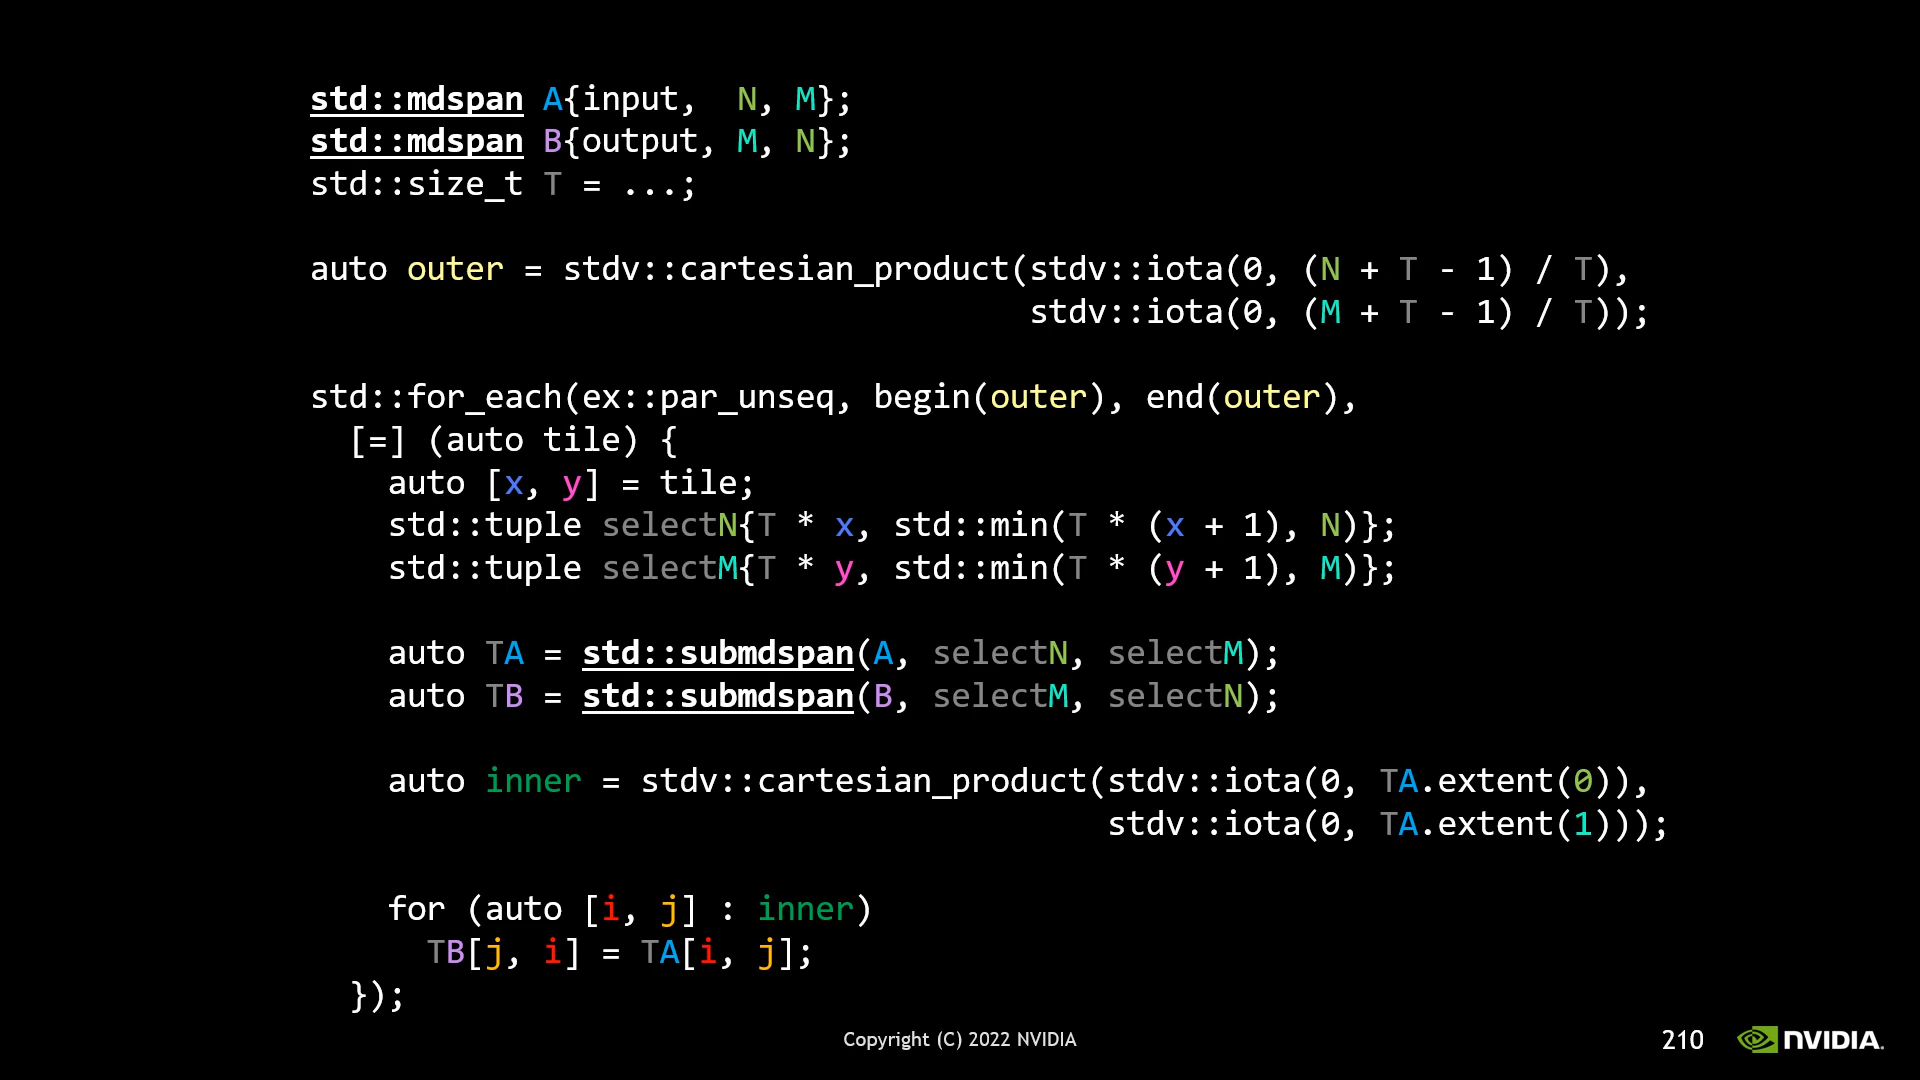 std::mdspan A{input,  N, M};
std::mdspan B{output, M, N};
std::size_t T = ...;

auto outer = stdv::cartesian_product(stdv::iota(0, (N + T - 1) / T),
                                     stdv::iota(0, (M + T - 1) / T));

std::for_each(ex::par_unseq, begin(outer), end(outer),
  [=] (auto tile) {
    auto [x, y] = tile;
    std::tuple selectN{T * x, std::min(T * (x + 1), N)};
    std::tuple selectM{T * y, std::min(T * (y + 1), M)};

    auto TA = std::submdspan(A, selectN, selectM);
    auto TB = std::submdspan(B, selectM, selectN);

    auto inner = stdv::cartesian_product(stdv::iota(0, TA.extent(0)),
                                         stdv::iota(0, TA.extent(1)));

    for (auto [i, j] : inner)
      TB[j, i] = TA[i, j];
  });
Copyright (C) 2022 NVIDIA
210
NVIDIA.